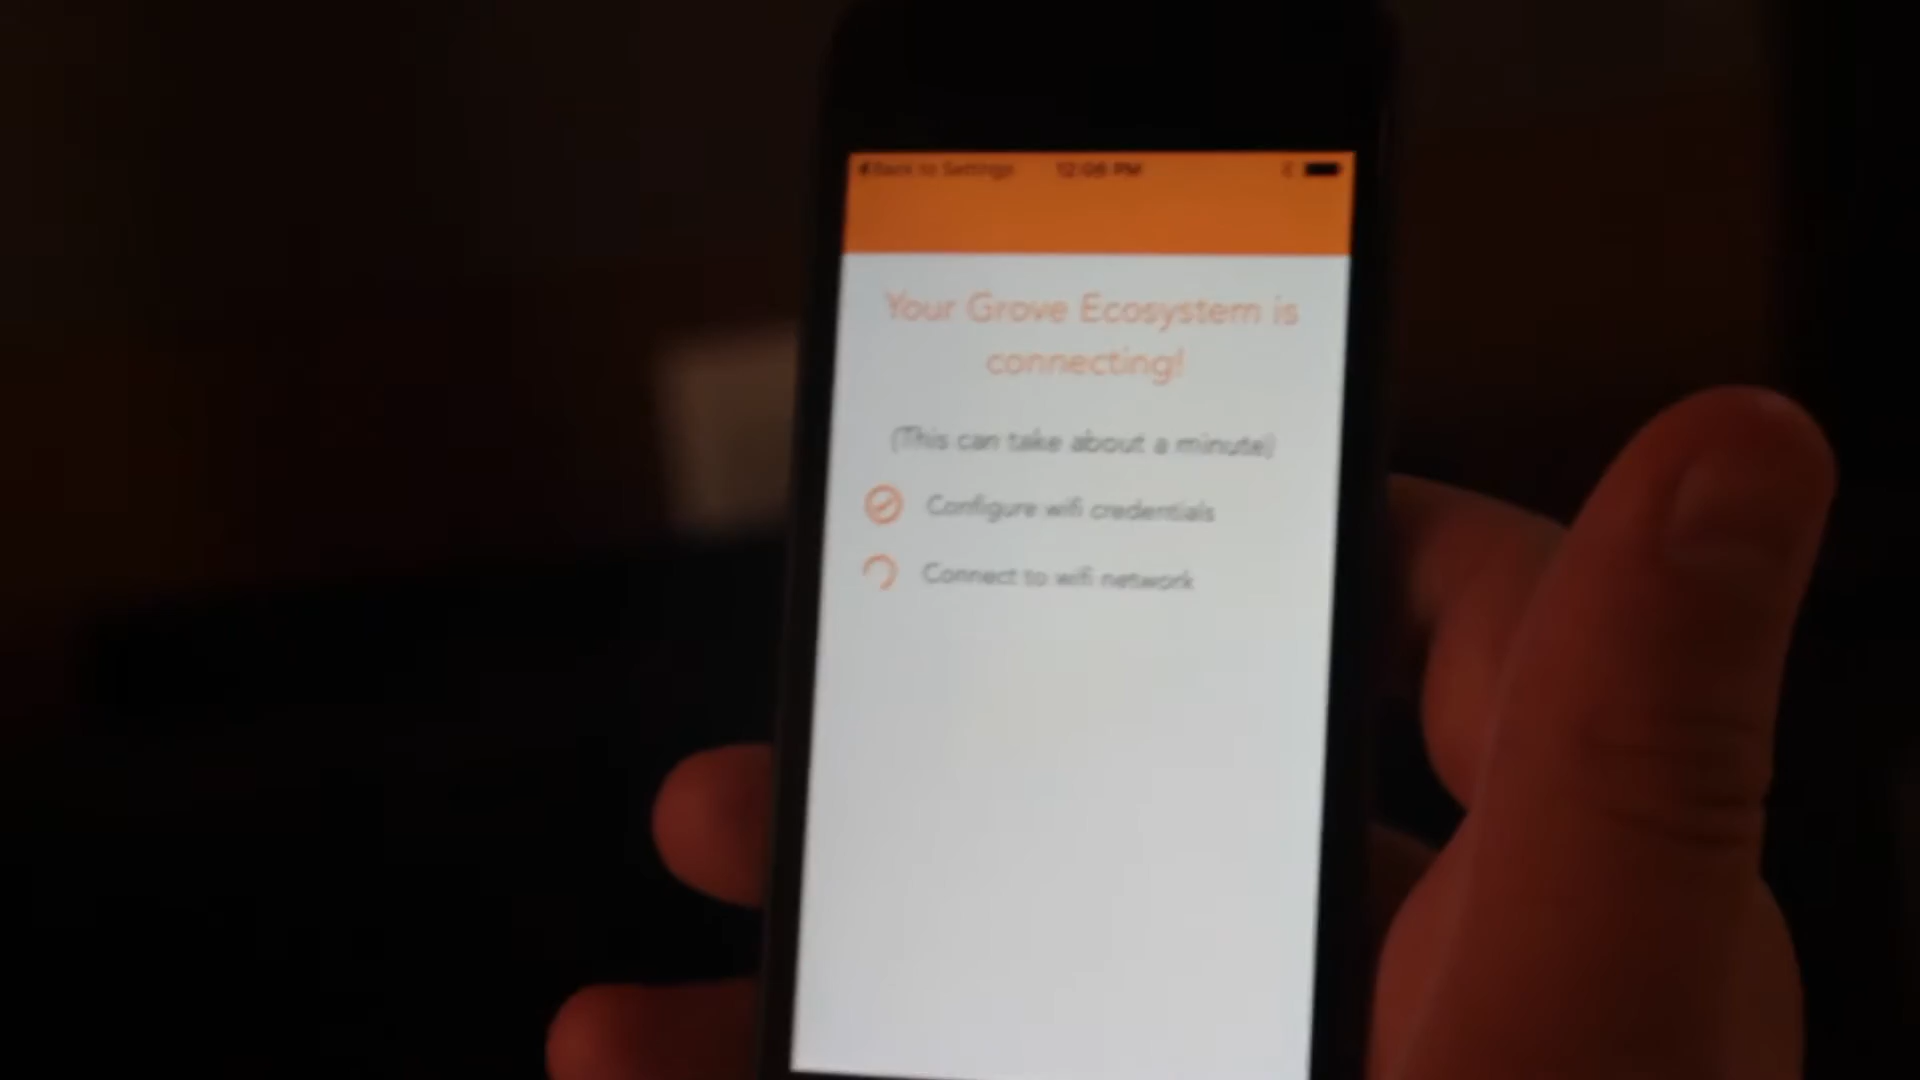 Back to Settings 12:06 PM
Your Grove Ecosystem is
connecting!
(This can take about a minute)
Configure wifi credentials
Connect to wifi network